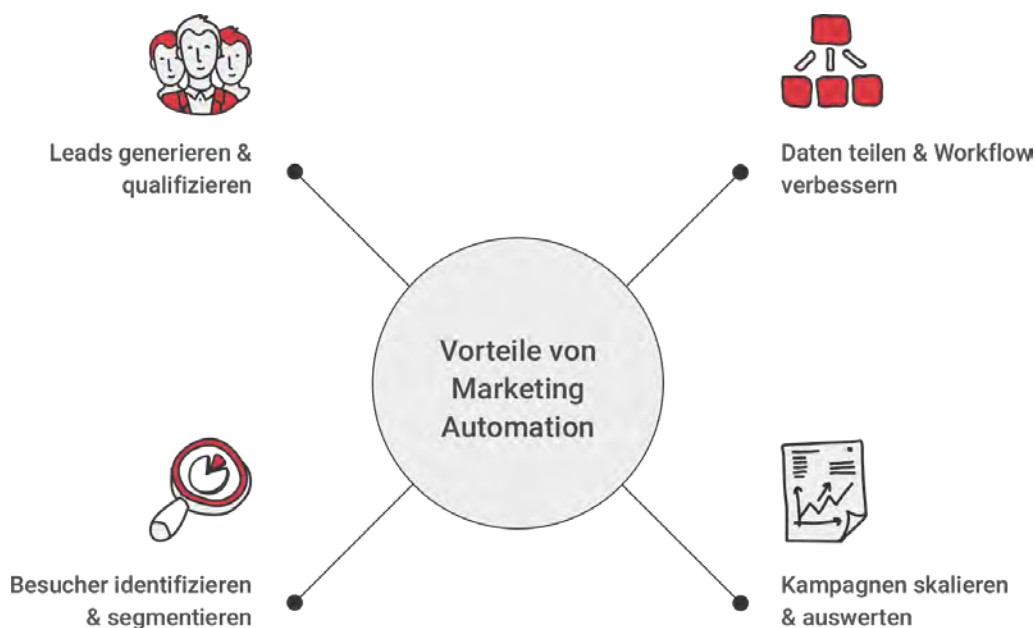 Leads generieren &
qualifizieren
Daten teilen & Workflow
verbessern
Vorteile von
Marketing
Automation
Besucher identifizieren
& segmentieren
Kampagnen skalieren
& auswerten